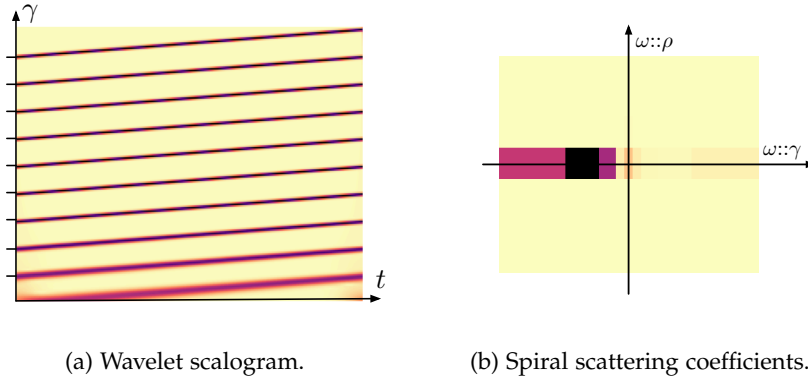 γ
t
(a) Wavelet scalogram.
ω::ρ
ω::γ
(b) Spiral scattering coefficients.